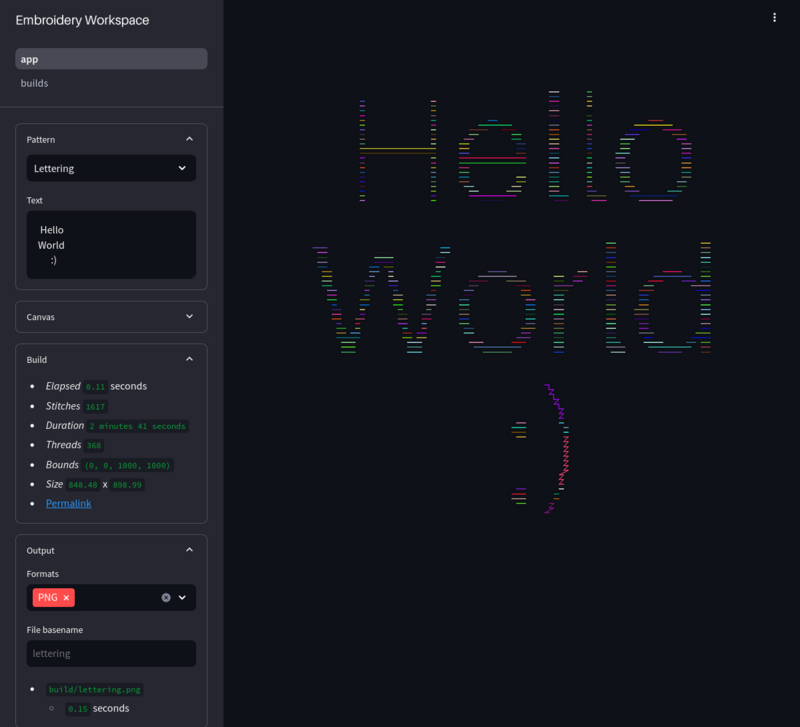 Embroidery Workspace
app
builds
Pattern
Lettering
Text
Hello
World
:)
Canvas
Build
Elapsed 0.11 seconds
Stitches 1617
Duration 2 minutes 41 seconds
Threads 368
Bounds (0, 0, 1000, 1000)
Size 848.48 x 898.99
Permalink
Output
Formats
PNG
File basename
lettering
build/lettering.png
0.15 seconds
Hello
World
:)